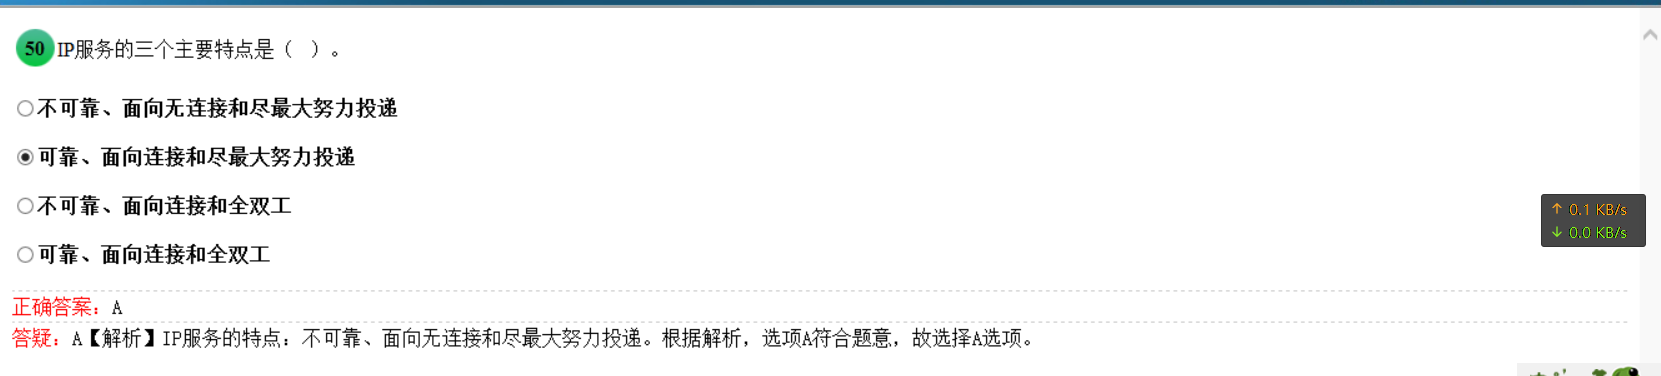 50 IP服务的三个主要特点是（ ）。
不可靠、面向无连接和尽最大努力投递
可靠、面向连接和尽最大努力投递
不可靠、面向连接和全双工
↑ 0.1 KB/s
↓ 0.0 KB/s
可靠、面向连接和全双工
正确答案：A
答疑：A【解析】IP服务的特点：不可靠、面向无连接和尽最大努力投递。根据解析，选项A符合题意，故选择A选项。